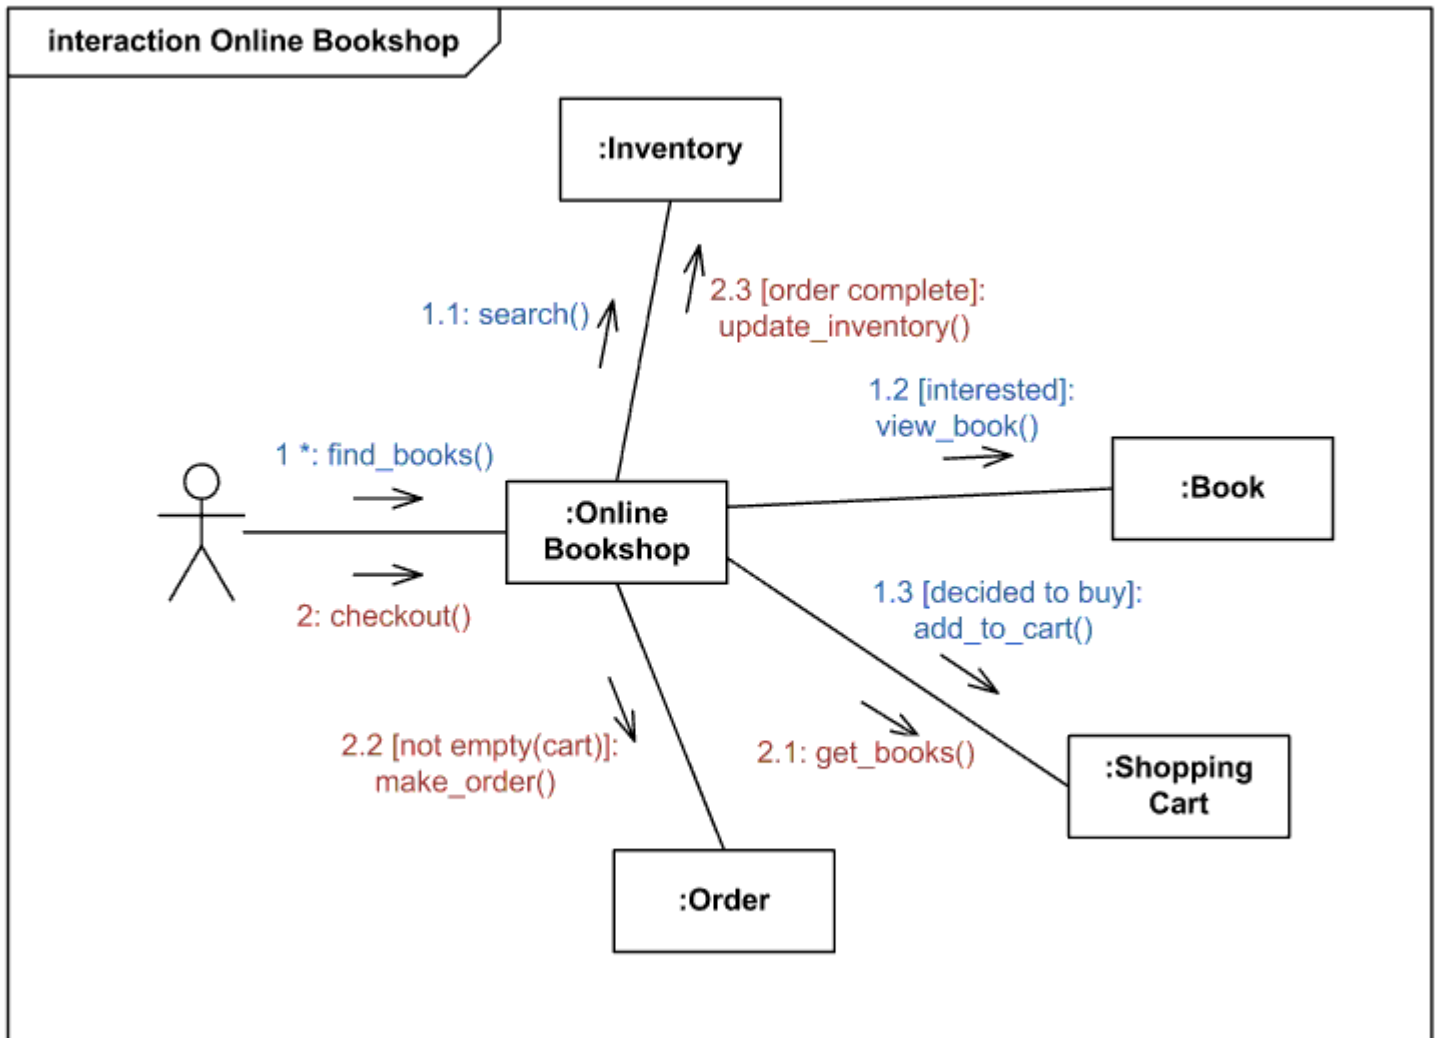 interaction Online Bookshop
:Inventory
1.1: search()
2.3 [order complete]:
update_inventory()
1.2 [interested]:
view_book()
1 *: find_books()
:Book
:Online
Bookshop
2: checkout()
1.3 [decided to buy]:
add_to_cart()
2.2 [not empty(cart)]:
make_order()
2.1: get_books()
:Shopping
Cart
:Order